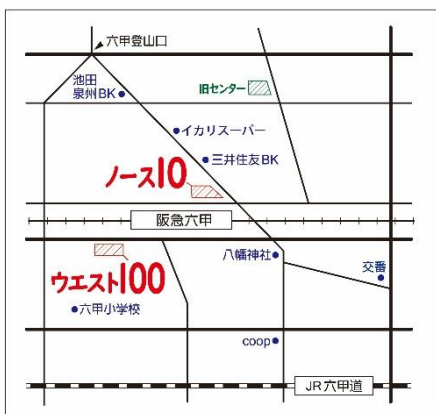 六甲登山口
池田
泉州BK
旧センター
イカリスーパー
三井住友BK
ノース10
阪急六甲
八幡神社
ウエスト100
交番
六甲小学校
coop
JR六甲道